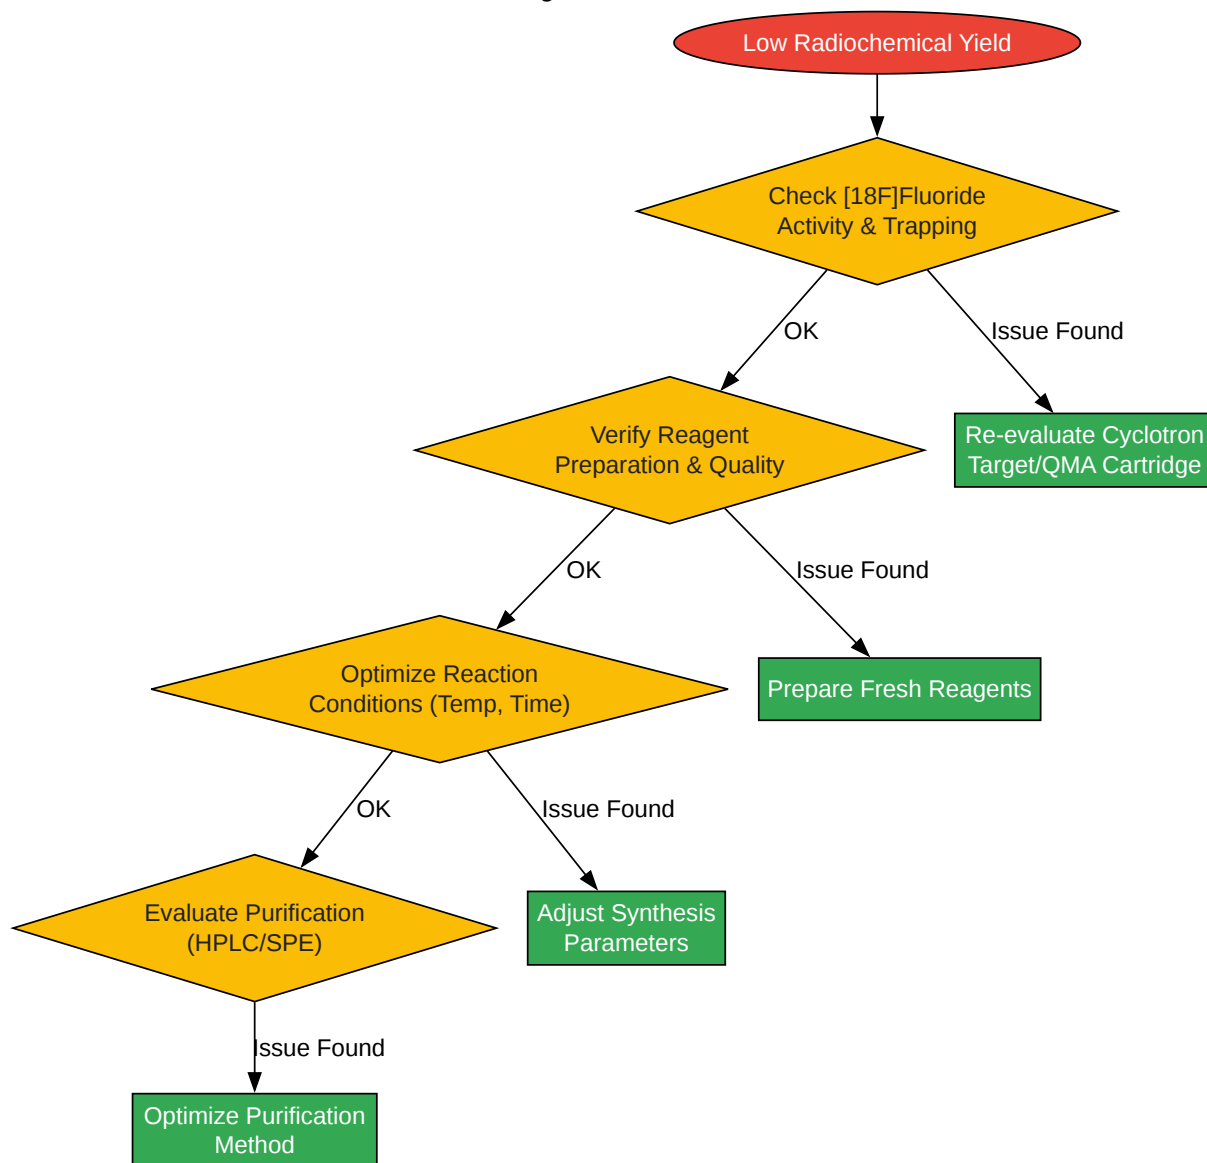 Low Radiochemical Yield
Check [18F]Fluoride
Activity & Trapping
OK
Issue Found
Verify Reagent
Preparation & Quality
Re-evaluate Cyclotron
Target/QMA Cartridge
OK
Issue Found
Optimize Reaction
Conditions (Temp, Time)
Prepare Fresh Reagents
OK
Issue Found
Evaluate Purification
(HPLC/SPE)
Adjust Synthesis
Parameters
Issue Found
Optimize Purification
Method